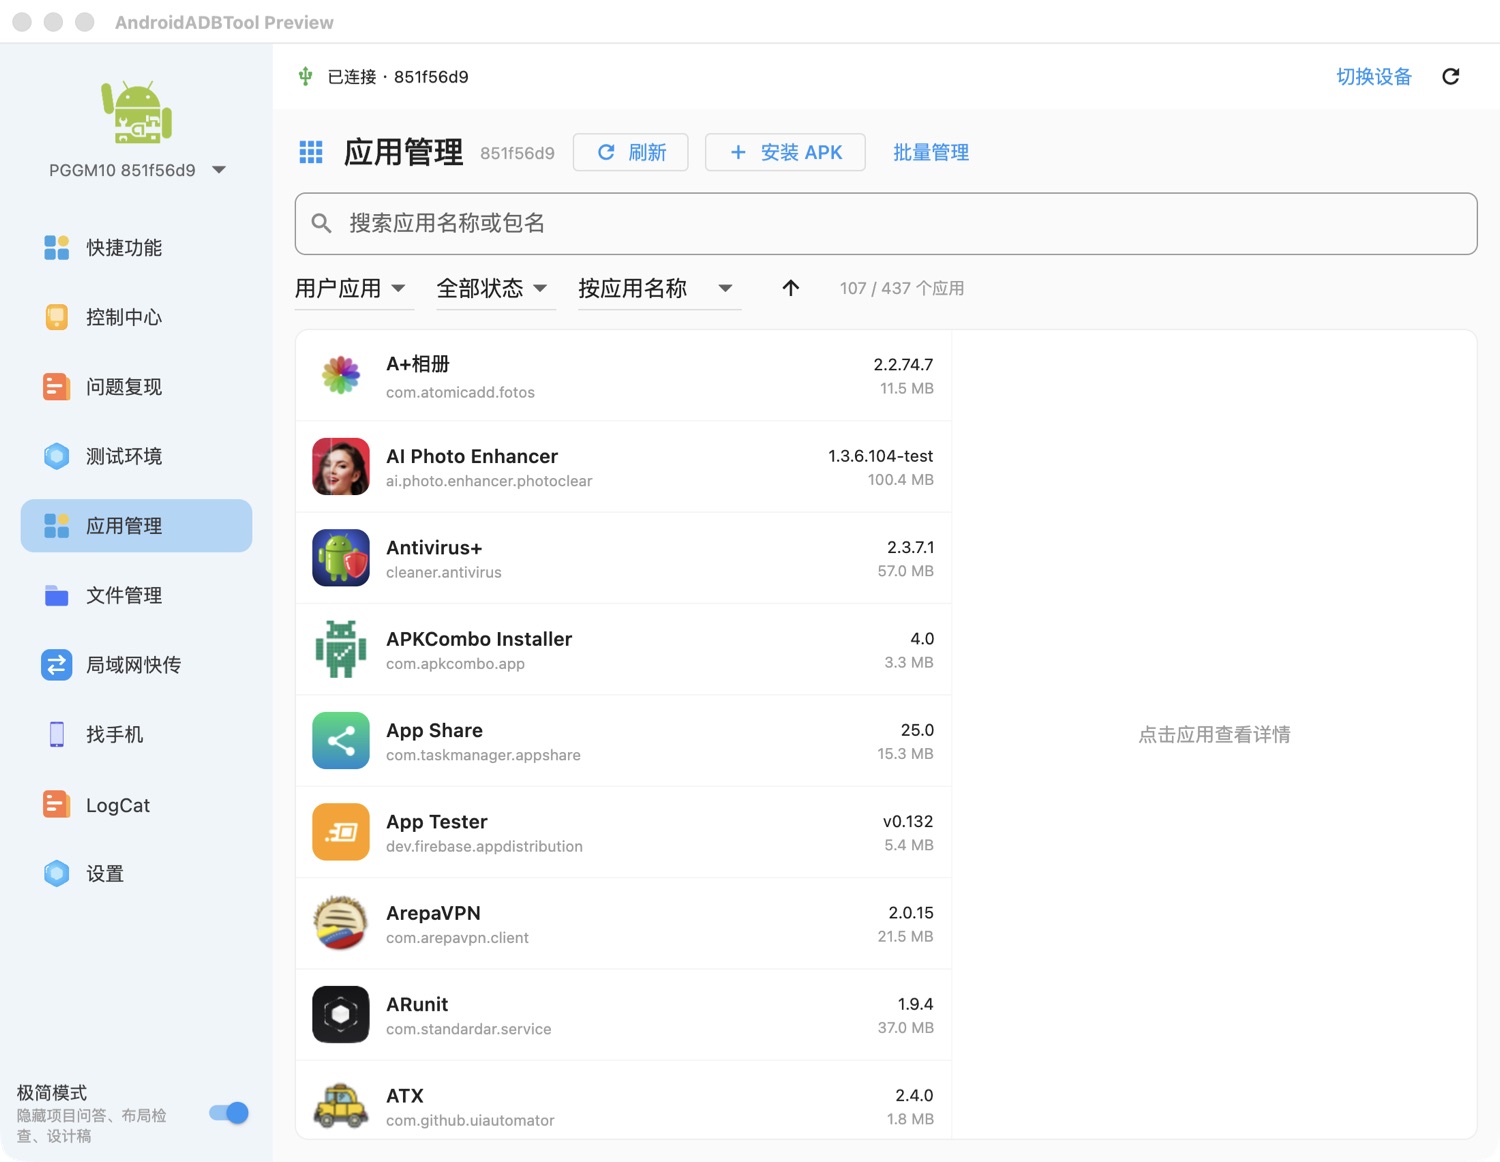 AndroidADBTool Preview
PGGM10 851f56d9
快捷功能
控制中心
问题复现
测试环境
应用管理
文件管理
局域网快传
找手机
LogCat
设置
极简模式
隐藏项目问答、布局检
查、设计稿
已连接 · 851f56d9
切换设备
应用管理 851f56d9 刷新 安装 APK 批量管理
搜索应用名称或包名
用户应用 全部状态 按应用名称 107 / 437 个应用
A+相册 2.2.74.7
com.atomicadd.fotos 11.5 MB
AI Photo Enhancer 1.3.6.104-test
ai.photo.enhancer.photoclear 100.4 MB
Antivirus+ 2.3.7.1
cleaner.antivirus 57.0 MB
APKCombo Installer 4.0
com.apkcombo.app 3.3 MB
App Share 25.0
com.taskmanager.appshare 15.3 MB
App Tester v0.132
dev.firebase.appdistribution 5.4 MB
ArepaVPN 2.0.15
com.arepavpn.client 21.5 MB
ARunit 1.9.4
com.standardar.service 37.0 MB
ATX 2.4.0
com.github.uiautomator 1.8 MB
点击应用查看详情